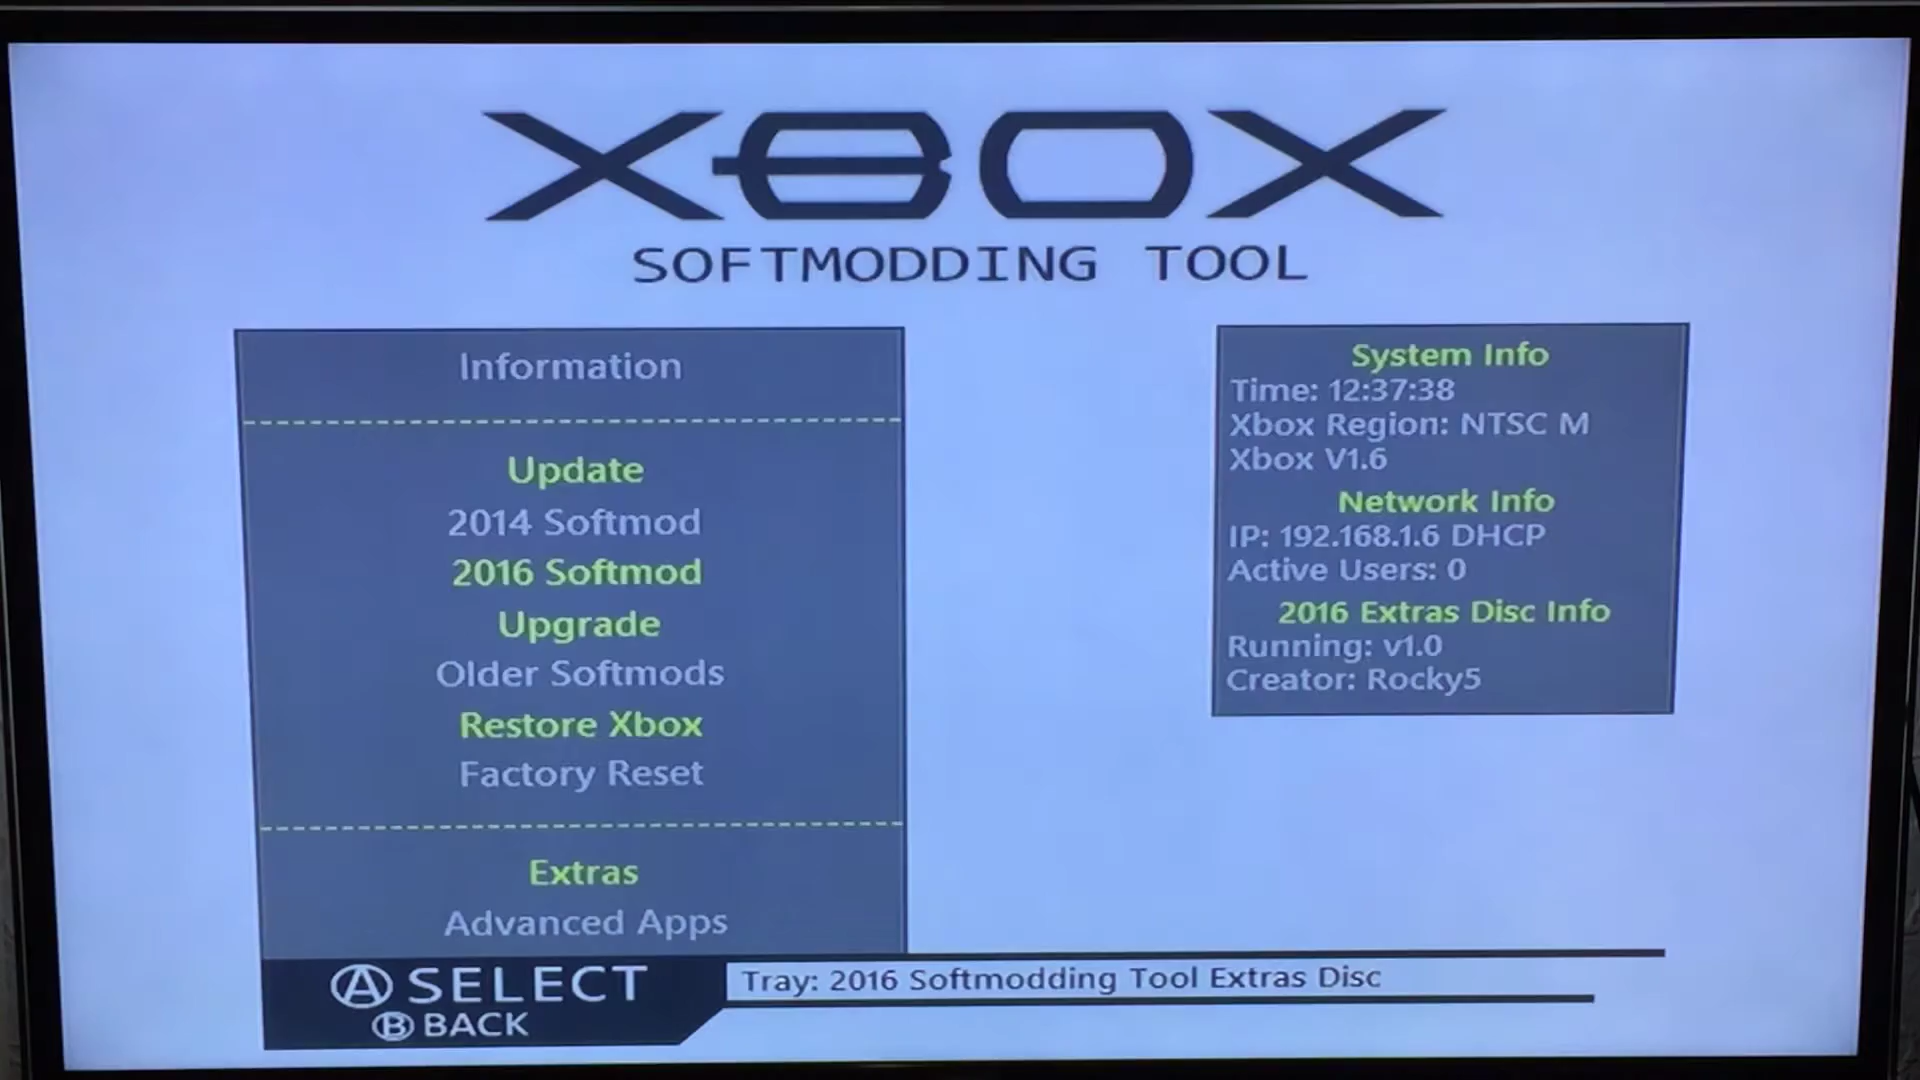 XBOX
SOFTMODDING TOOL
Information
Update
2014 Softmod
2016 Softmod
Upgrade
Older Softmods
Restore Xbox
Factory Reset
Extras
Advanced Apps
System Info
Time: 12:37:38
Xbox Region: NTSC M
Xbox V1.6
Network Info
IP: 192.168.1.6 DHCP
Active Users: 0
2016 Extras Disc Info
Running: v1.0
Creator: Rocky5
A SELECT
B BACK
Tray: 2016 Softmodding Tool Extras Disc